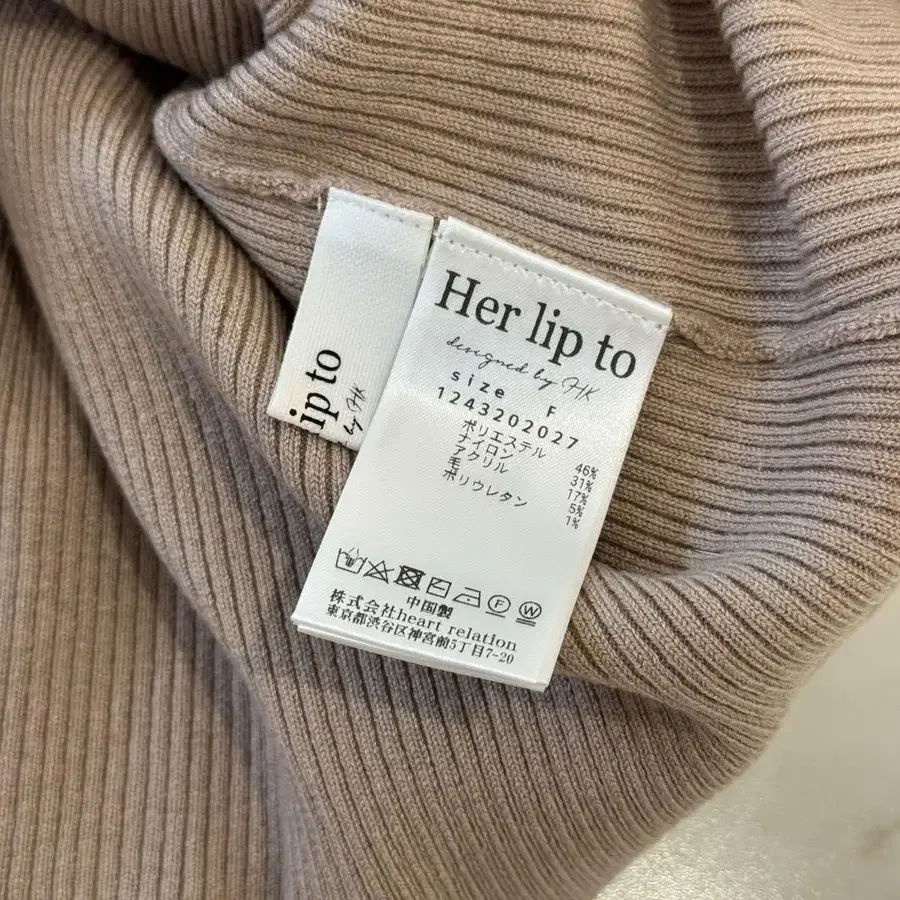 ip to
by HK
Her lip to
designed by HK
size F
1243202027
ポリエステル 46%
ナイロン 31%
アクリル 17%
毛 5%
ポリウレタン 1%
中国製
株式会社heart relation
東京都渋谷区神宮前5丁目7-20